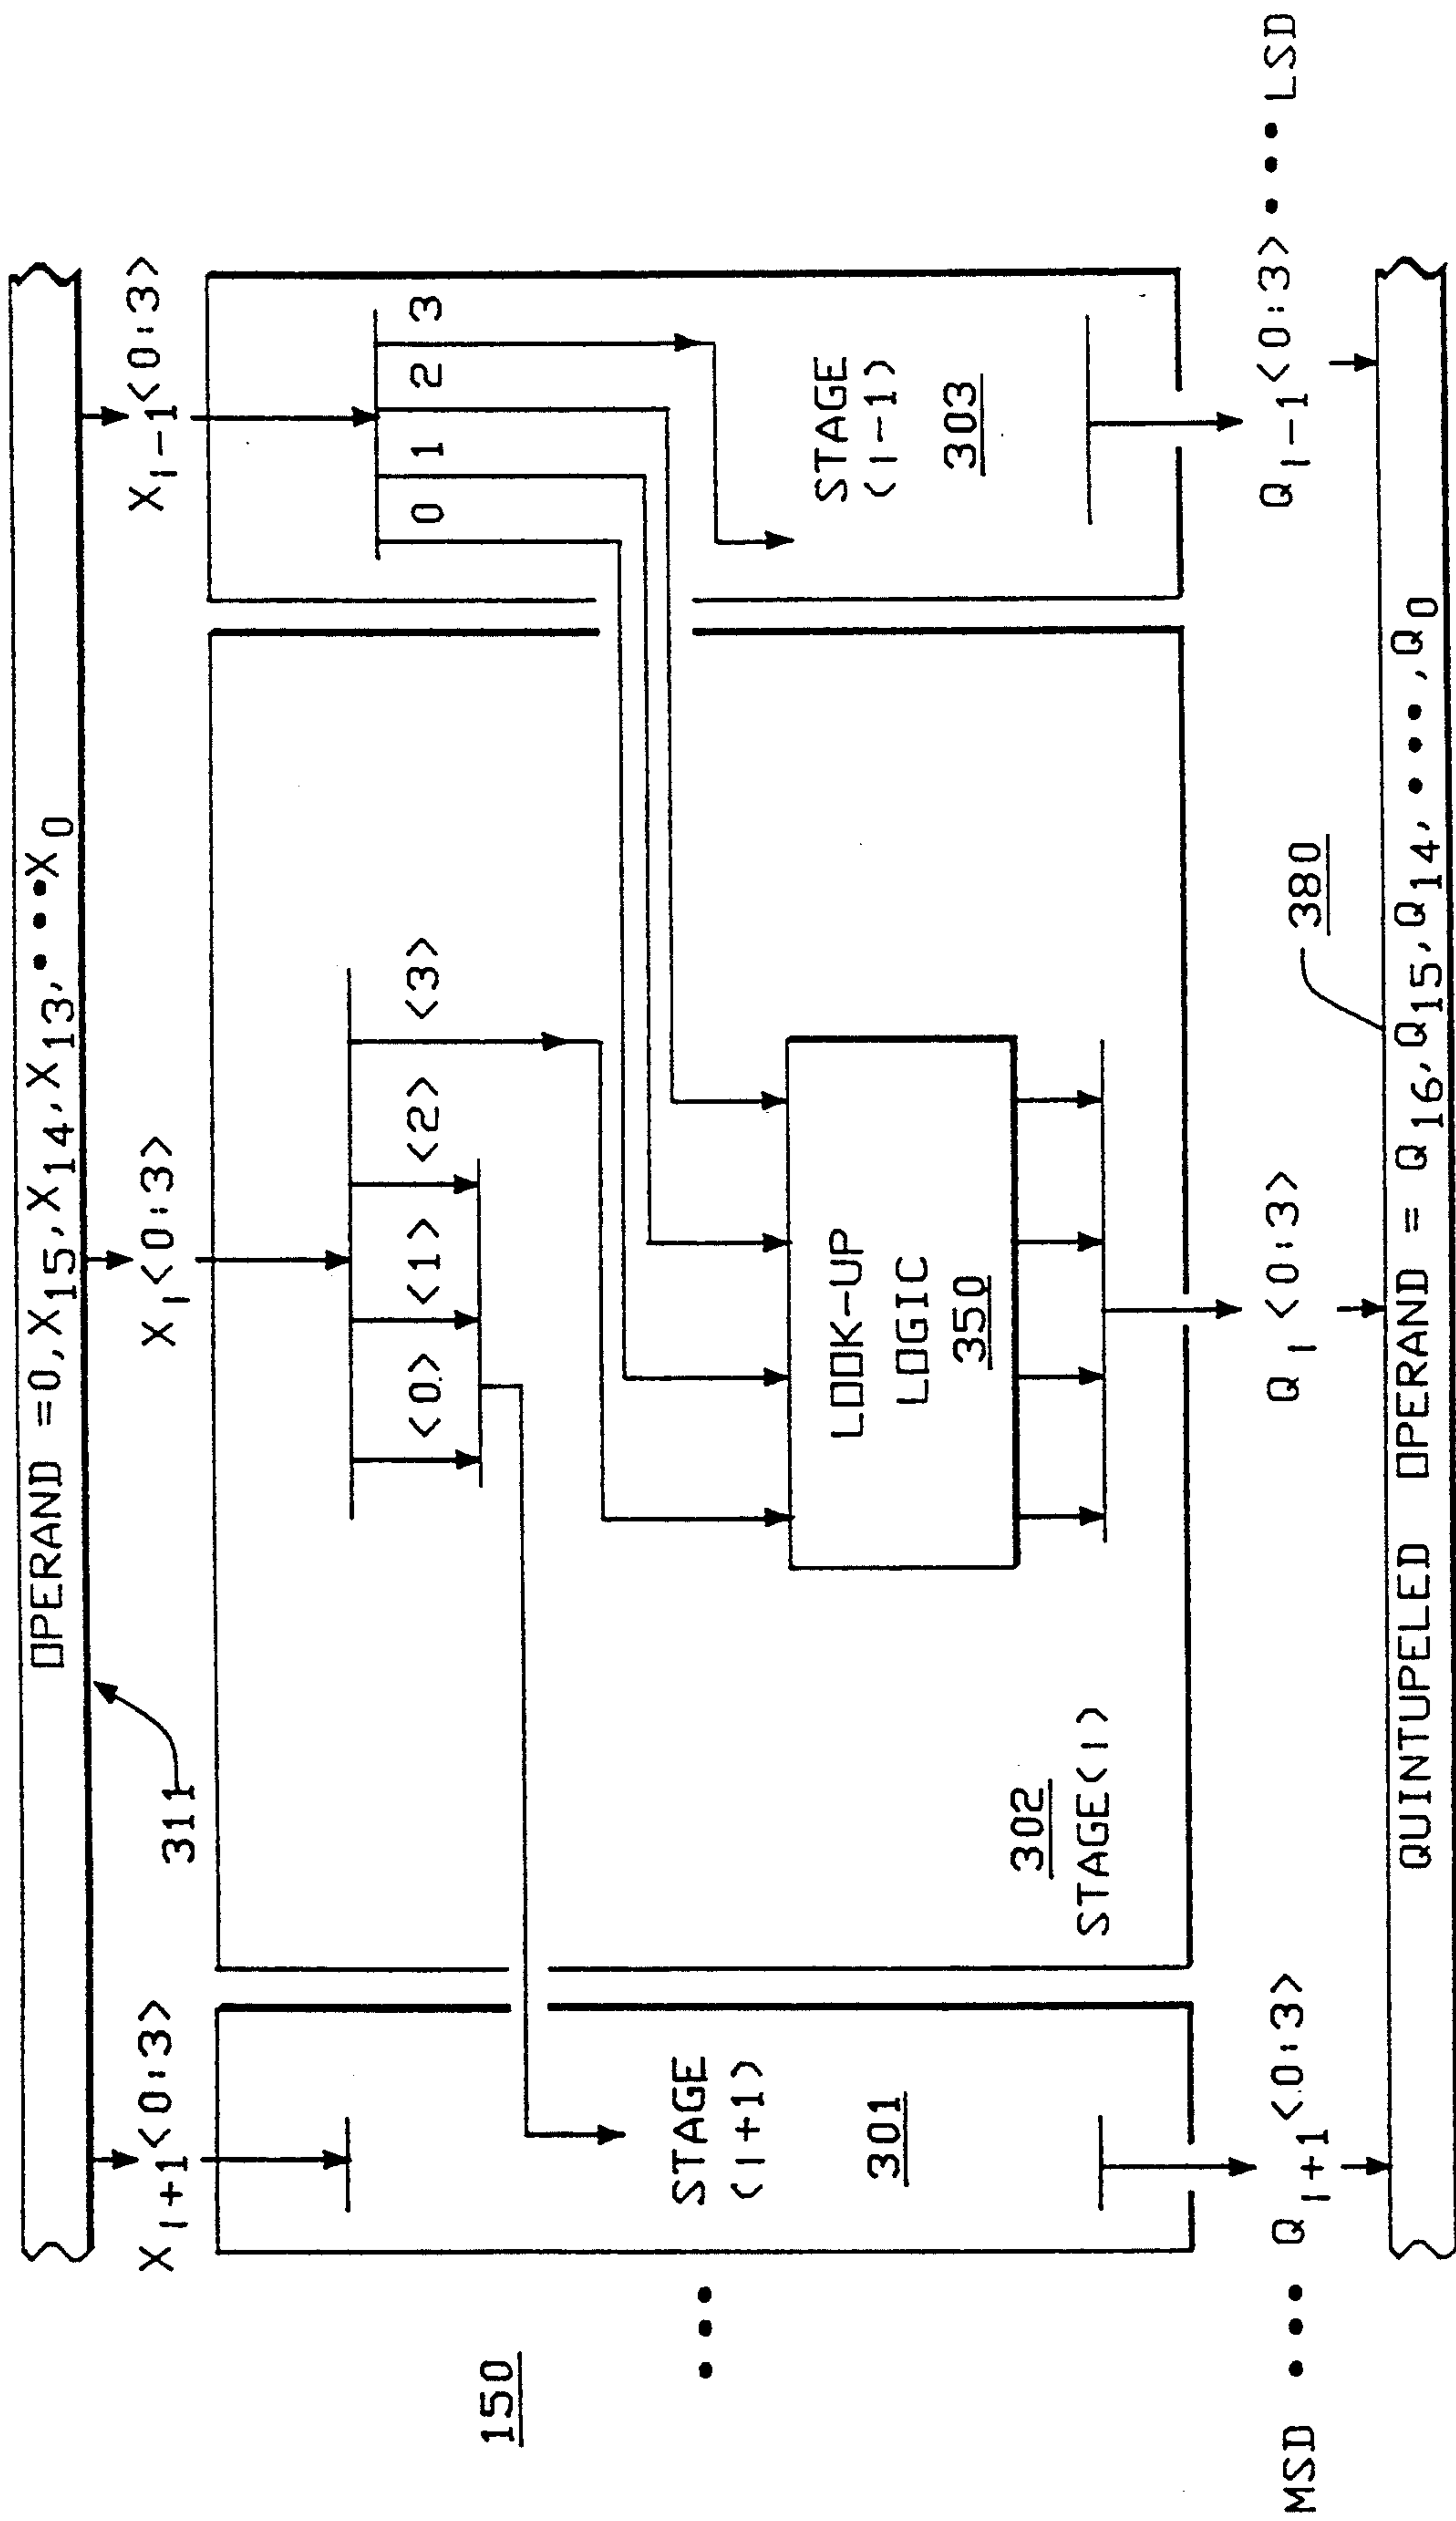 OPERAND =0,X15,X14,X13,•••X0
311
Xi+1<0:3>
Xi<0:3>
Xi-1<0:3>
150
<0> <1> <2> <3>
0 1 2 3
•••
STAGE
(i+1)
301
302
STAGE(i)
LOOK-UP
LOGIC
350
STAGE
(i-1)
303
MSD ••• Qi+1<0:3>
Qi<0:3>
Qi-1<0:3> •••LSD
380
QUINTUPELED OPERAND = Q16,Q15,Q14,•••,Q0